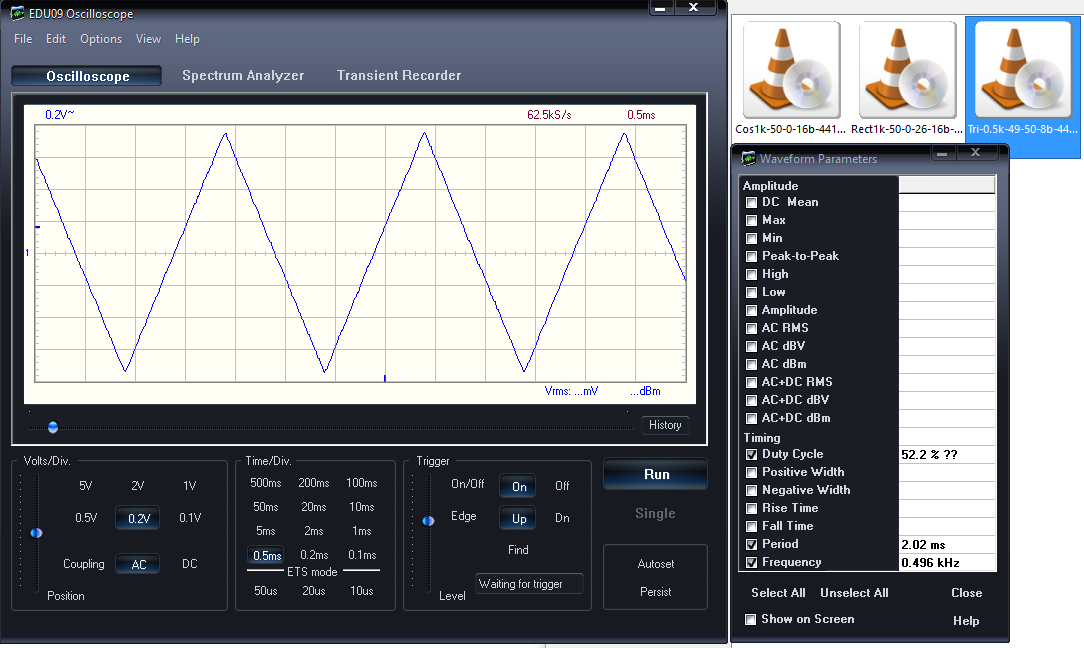 EDU09 Oscilloscope
File Edit Options View Help
Oscilloscope Spectrum Analyzer Transient Recorder
0.2V~ 62.5kS/s 0.5ms
1
Vrms: ...mV ...dBm
History
Volts/Div.
5V 2V 1V
0.5V 0.2V 0.1V
Coupling AC DC
Position
Time/Div.
500ms 200ms 100ms
50ms 20ms 10ms
5ms 2ms 1ms
0.5ms 0.2ms 0.1ms
ETS mode
50us 20us 10us
Trigger
On/Off On Off
Edge Up Dn
Find
Waiting for trigger
Level
Run
Single
Autoset
Persist
Cos1k-50-0-16b-441... Rect1k-50-0-26-16b-... Tri-0.5k-49-50-8b-44...
Waveform Parameters
Amplitude
DC Mean
Max
Min
Peak-to-Peak
High
Low
Amplitude
AC RMS
AC dBV
AC dBm
AC+DC RMS
AC+DC dBV
AC+DC dBm
Timing
Duty Cycle 52.2 % ??
Positive Width
Negative Width
Rise Time
Fall Time
Period 2.02 ms
Frequency 0.496 kHz
Select All Unselect All Close
Show on Screen Help